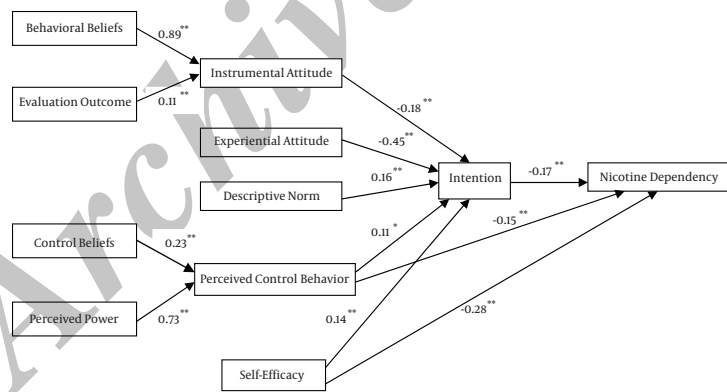 Behavioral Beliefs
0.89**
Instrumental Attitude
Evaluation Outcome
0.11**
-0.18**
Experiential Attitude
-0.45**
Descriptive Norm
0.16**
Intention
-0.17**
Nicotine Dependency
Control Beliefs
0.23**
Perceived Control Behavior
0.11*
-0.15**
Perceived Power
0.73**
0.14**
-0.28**
Self-Efficacy